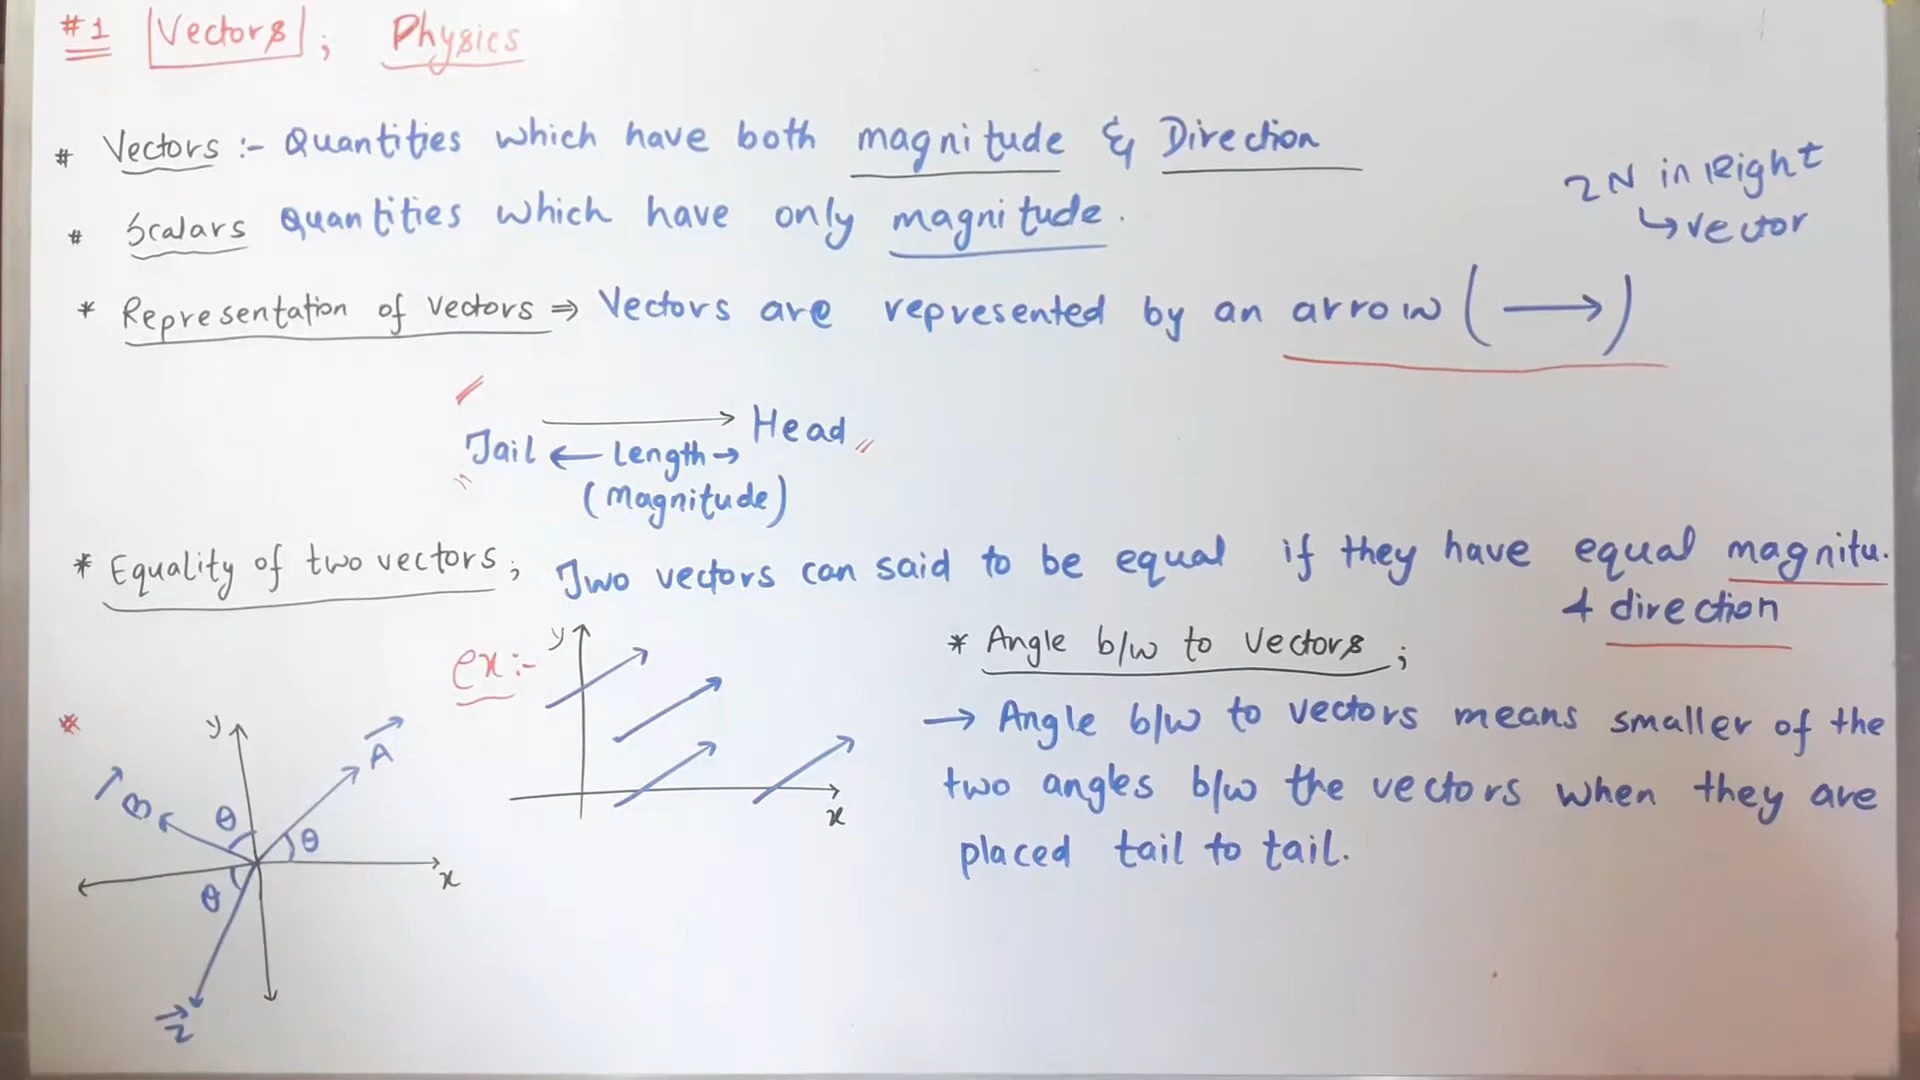 #1 Vectors ; Physics
# Vectors :- Quantities which have both magnitude & Direction
2N in Right
↳ vector
# Scalars quantities which have only magnitude.
* Representation of vectors ⇒ Vectors are represented by an arrow (⟶)
Tail ⟶ Head
← Length →
(Magnitude)
* Equality of two vectors; Two vectors can said to be equal if they have equal magnitu.
& direction
ex:-
y
x
* Angle b/w to vectors ;
→ Angle b/w to vectors means smaller of the
two angles b/w the vectors when they are
placed tail to tail.
*
y
A
B
θ
θ
x
θ